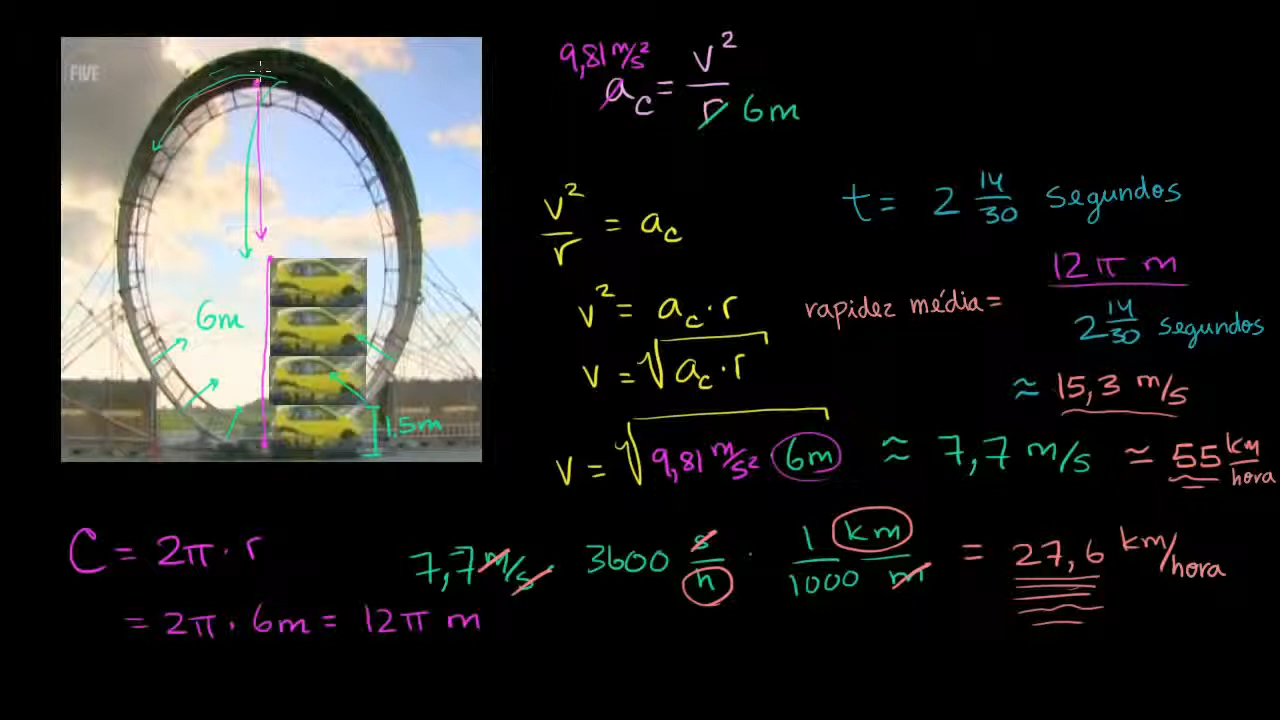 FIVE
6m
1,5m
9,81 m/s²
a_c = v²/r 6m
v²/r = a_c
v² = a_c · r
v = √a_c · r
v = √9,81 m/s² 6m ≈ 7,7 m/s ≈ 55 km/hora
t = 2 14/30 segundos
rapidez média = 12π m / 2 14/30 segundos
≈ 15,3 m/s
C = 2π · r
= 2π · 6m = 12π m
7,7 m/s 3600 s/h · 1 km/1000 m = 27,6 km/hora